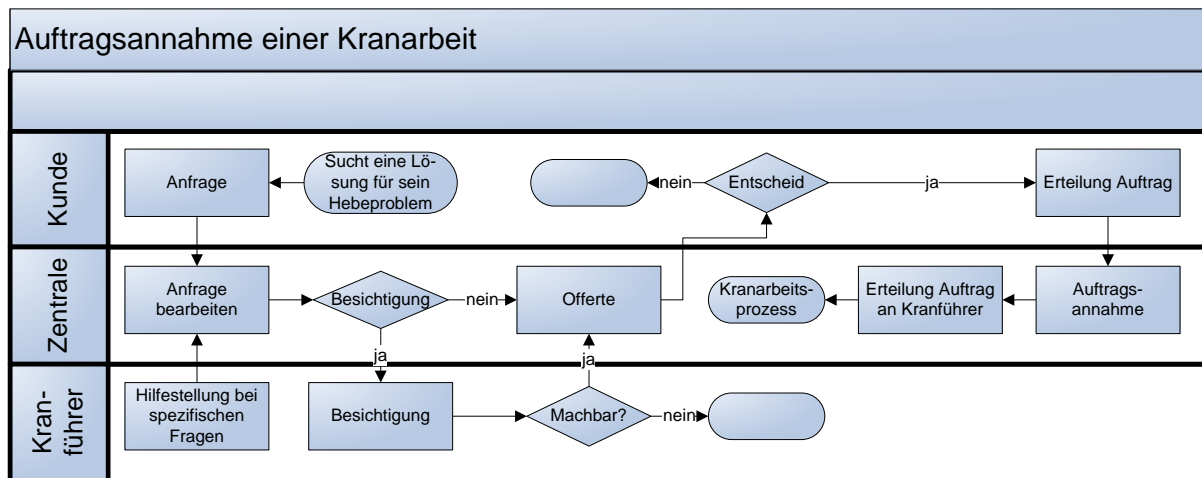 Auftragsannahme einer Kranarbeit
Kunde
Anfrage
Sucht eine Lö-
sung für sein
Hebeproblem
nein
Entscheid
ja
Erteilung Auftrag
Zentrale
Anfrage
bearbeiten
Besichtigung
nein
Offerte
Kranarbeits-
prozess
Erteilung Auftrag
an Kranführer
Auftrags-
annahme
ja
ja
Kran-
führer
Hilfestellung bei
spezifischen
Fragen
Besichtigung
Machbar?
nein